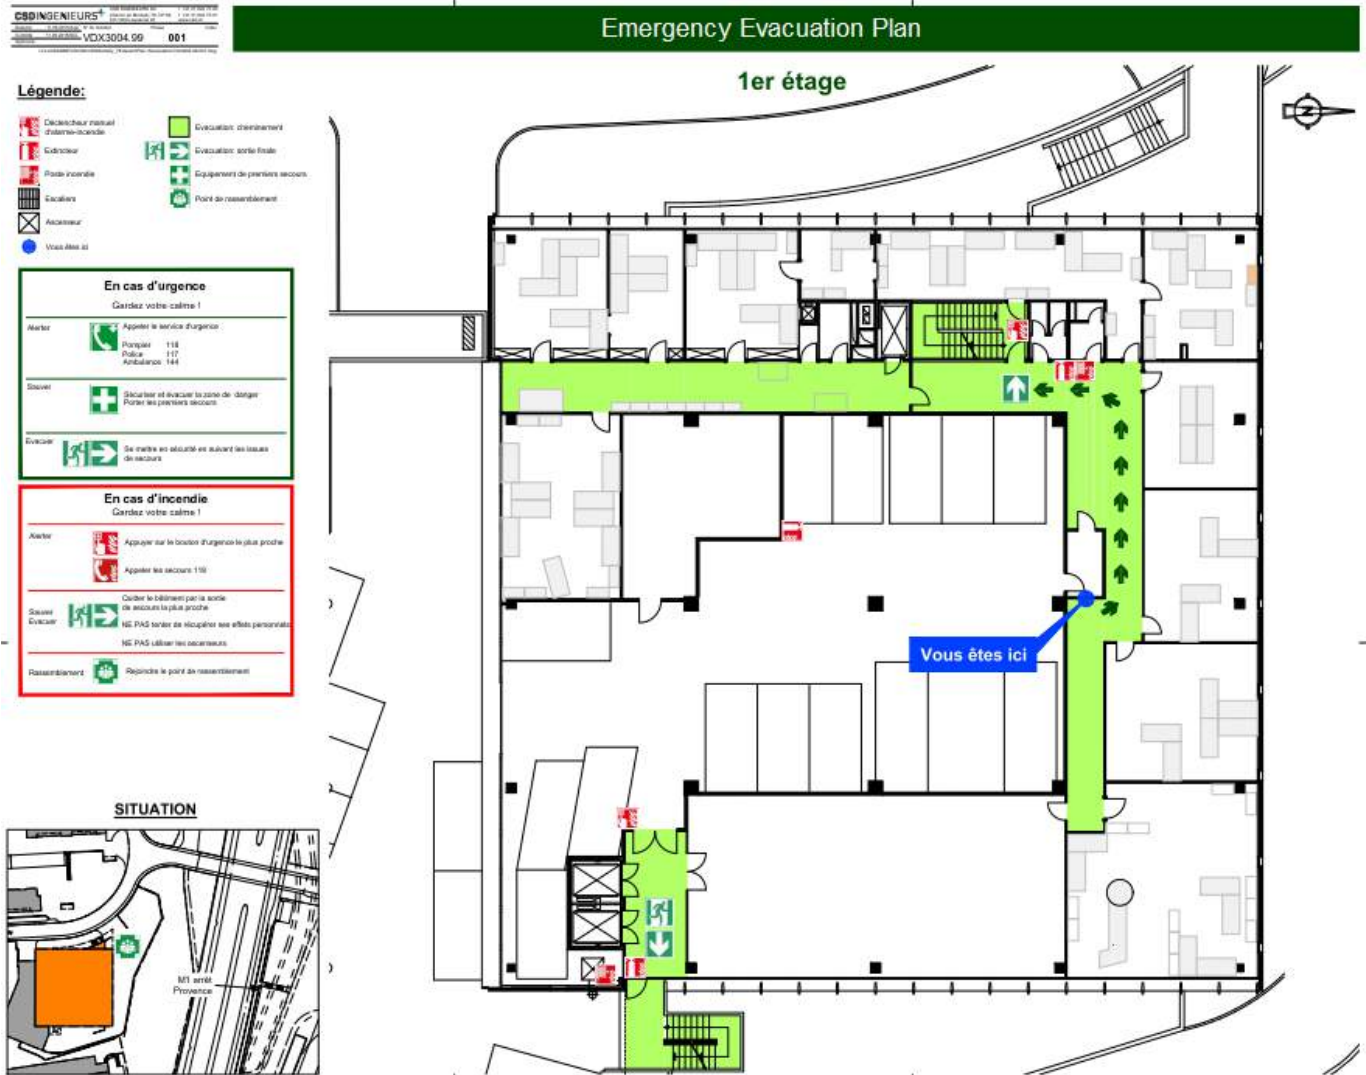 CSDINGENIEURS+
VDX3004.99
001
Emergency Evacuation Plan
1er étage
N
Légende:
Déclencheur manuel
d'alarme-incendie
Extincteur
Poste incendie
Escaliers
Ascenseur
Vous êtes ici
Evacuation: cheminement
Evacuation: sortie finale
Equipement de premiers secours
Point de rassemblement
En cas d'urgence
Gardez votre calme !
Alerter
Appeler le service d'urgence
Pompier 118
Police 117
Ambulance 144
Sauver
Sécuriser et évacuer la zone de danger
Porter les premiers secours
Evacuer
Se mettre en sécurité en suivant les issues
de secours
En cas d'incendie
Gardez votre calme !
Alerter
Appuyer sur le bouton d'urgence le plus proche
Appeler les secours 118
Sauver
Evacuer
Quitter le bâtiment par la sortie
de secours la plus proche
NE PAS tenter de récupérer ses effets personnels
NE PAS utiliser les ascenseurs
Rassemblement
Rejoindre le point de rassemblement
Vous êtes ici
SITUATION
M1 arrêt
Provence